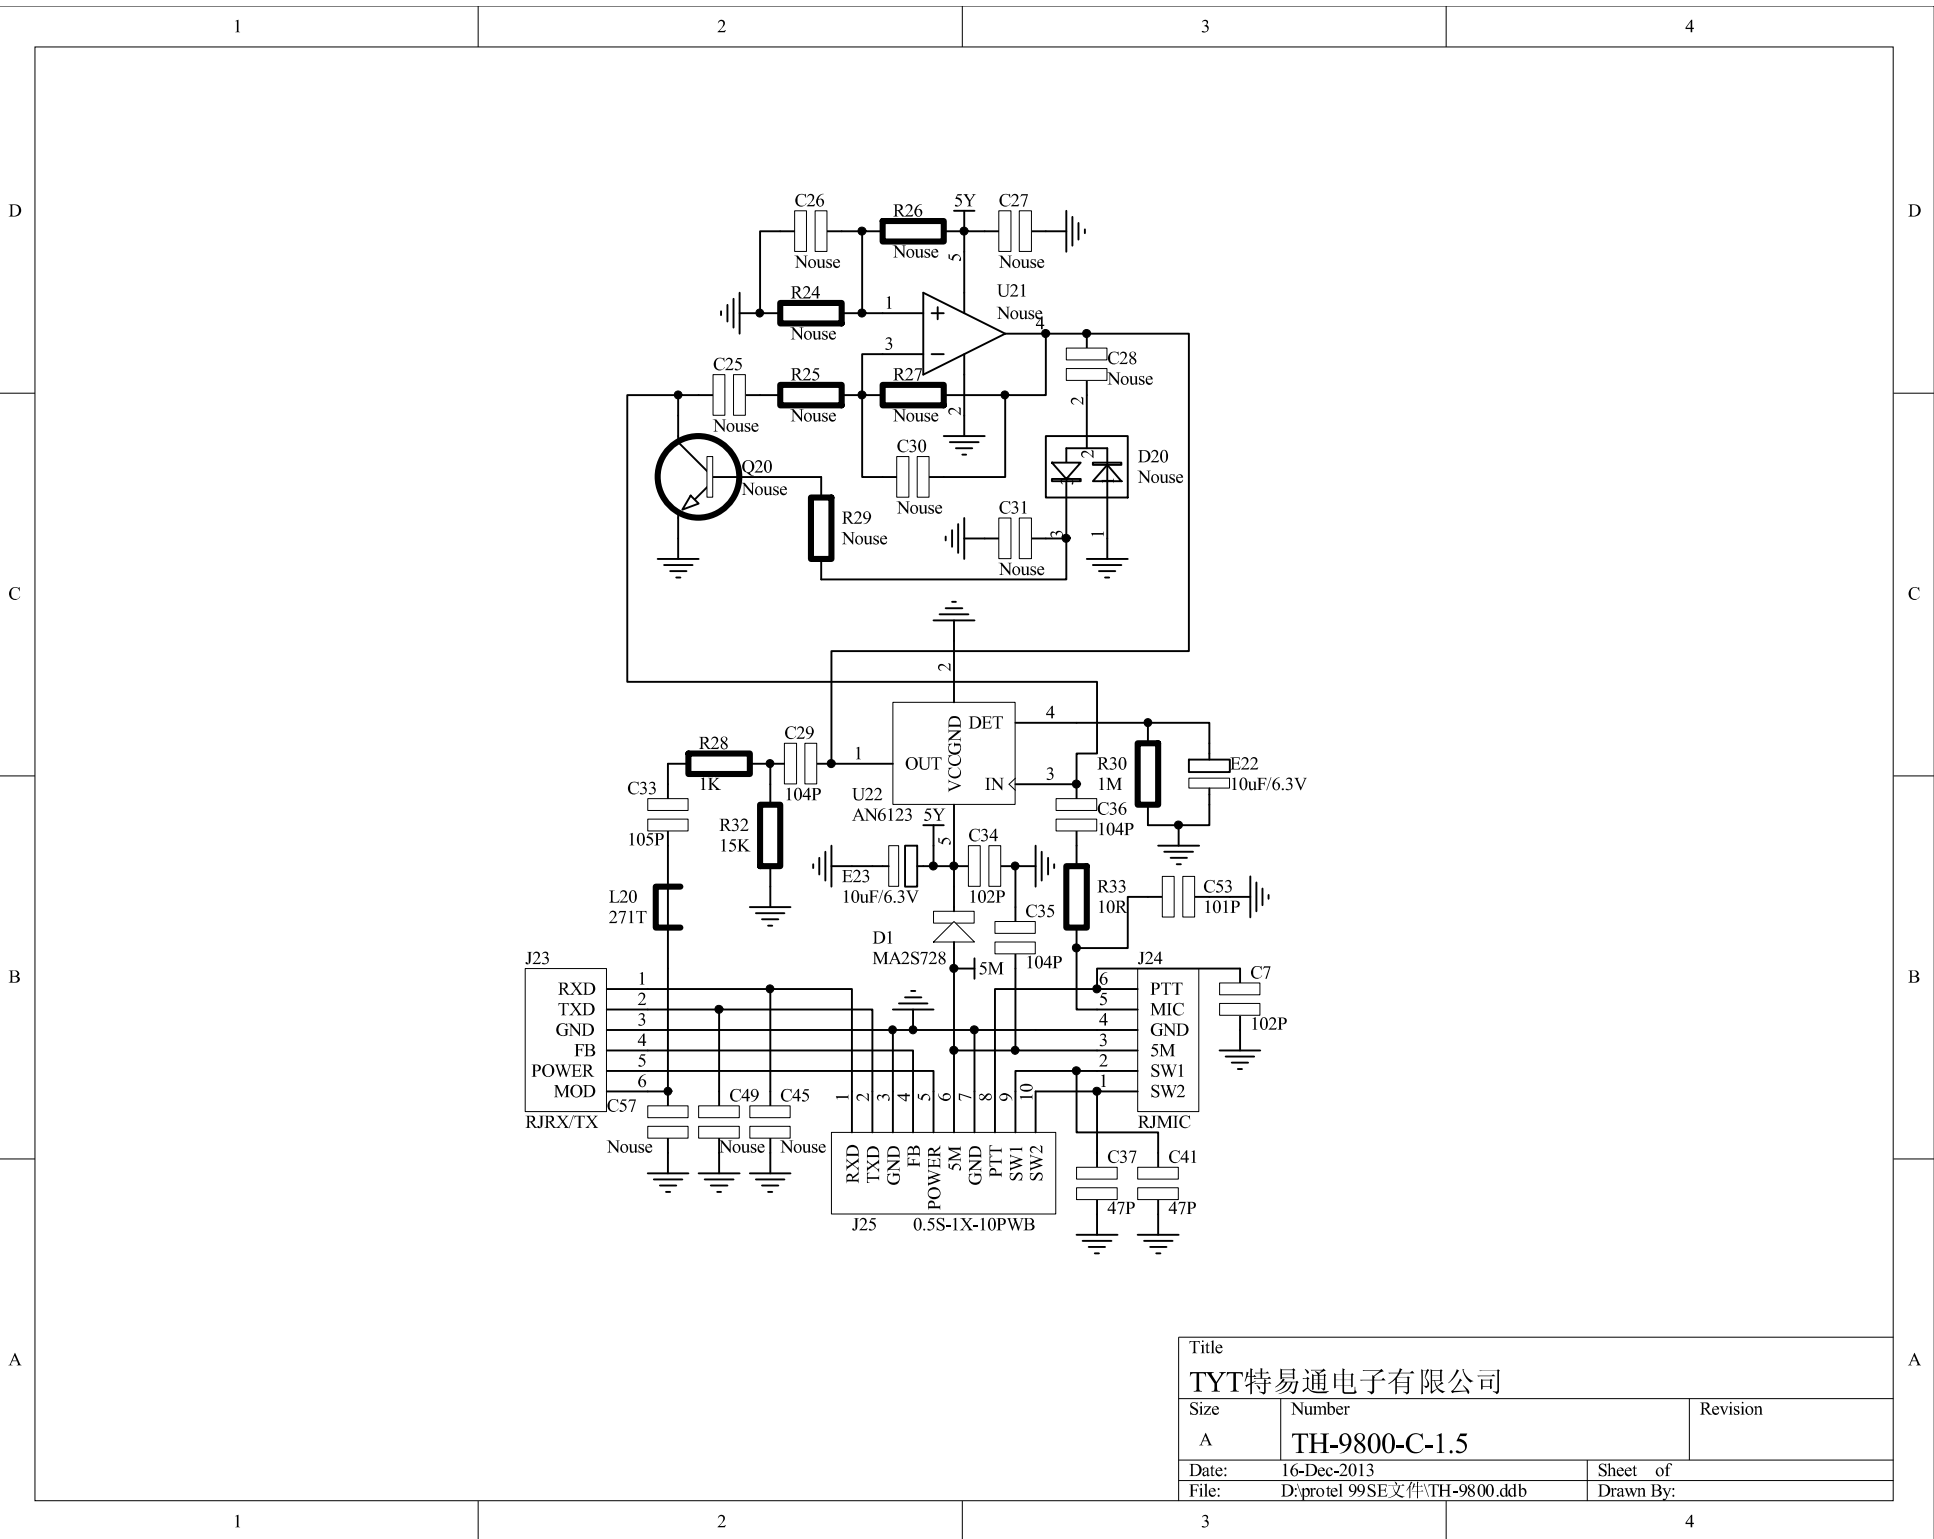 1 2 3 4
D D
C26
Nouse
R26
Nouse
5Y
C27
Nouse
5
R24
Nouse
1
+
U21
Nouse
4
3
−
C25
Nouse
R25
Nouse
R27
Nouse
2
C28
Nouse
2
C30
Nouse
Q20
Nouse
2
D20
Nouse
R29
Nouse
C31
Nouse
3
1
C C
2
DET
4
VCCGND
OUT
1
IN
3
U22
AN6123
R28
1K
C29
104P
R30
1M
E22
10uF/6.3V
C33
105P
R32
15K
5Y
5
C34
102P
C36
104P
E23
10uF/6.3V
R33
10R
C53
101P
L20
271T
D1
MA2S728
C35
104P
5M
B B
J23
RXD 1
TXD 2
GND 3
FB 4
POWER 5
MOD 6
RJRX/TX
J24
6 PTT
5 MIC
4 GND
3 5M
2 SW1
1 SW2
RJMIC
C7
102P
C57
Nouse
C49
Nouse
C45
Nouse
1 2 3 4 5 6 7 8 9 10
RXD TXD GND FB POWER 5M GND PTT SW1 SW2
J25 0.5S-1X-10PWB
C37
47P
C41
47P
A A
Title
TYT特易通电子有限公司
Size Number Revision
A TH-9800-C-1.5
Date: 16-Dec-2013 Sheet of
File: D:\protel 99SE文件\TH-9800.ddb Drawn By:
1 2 3 4